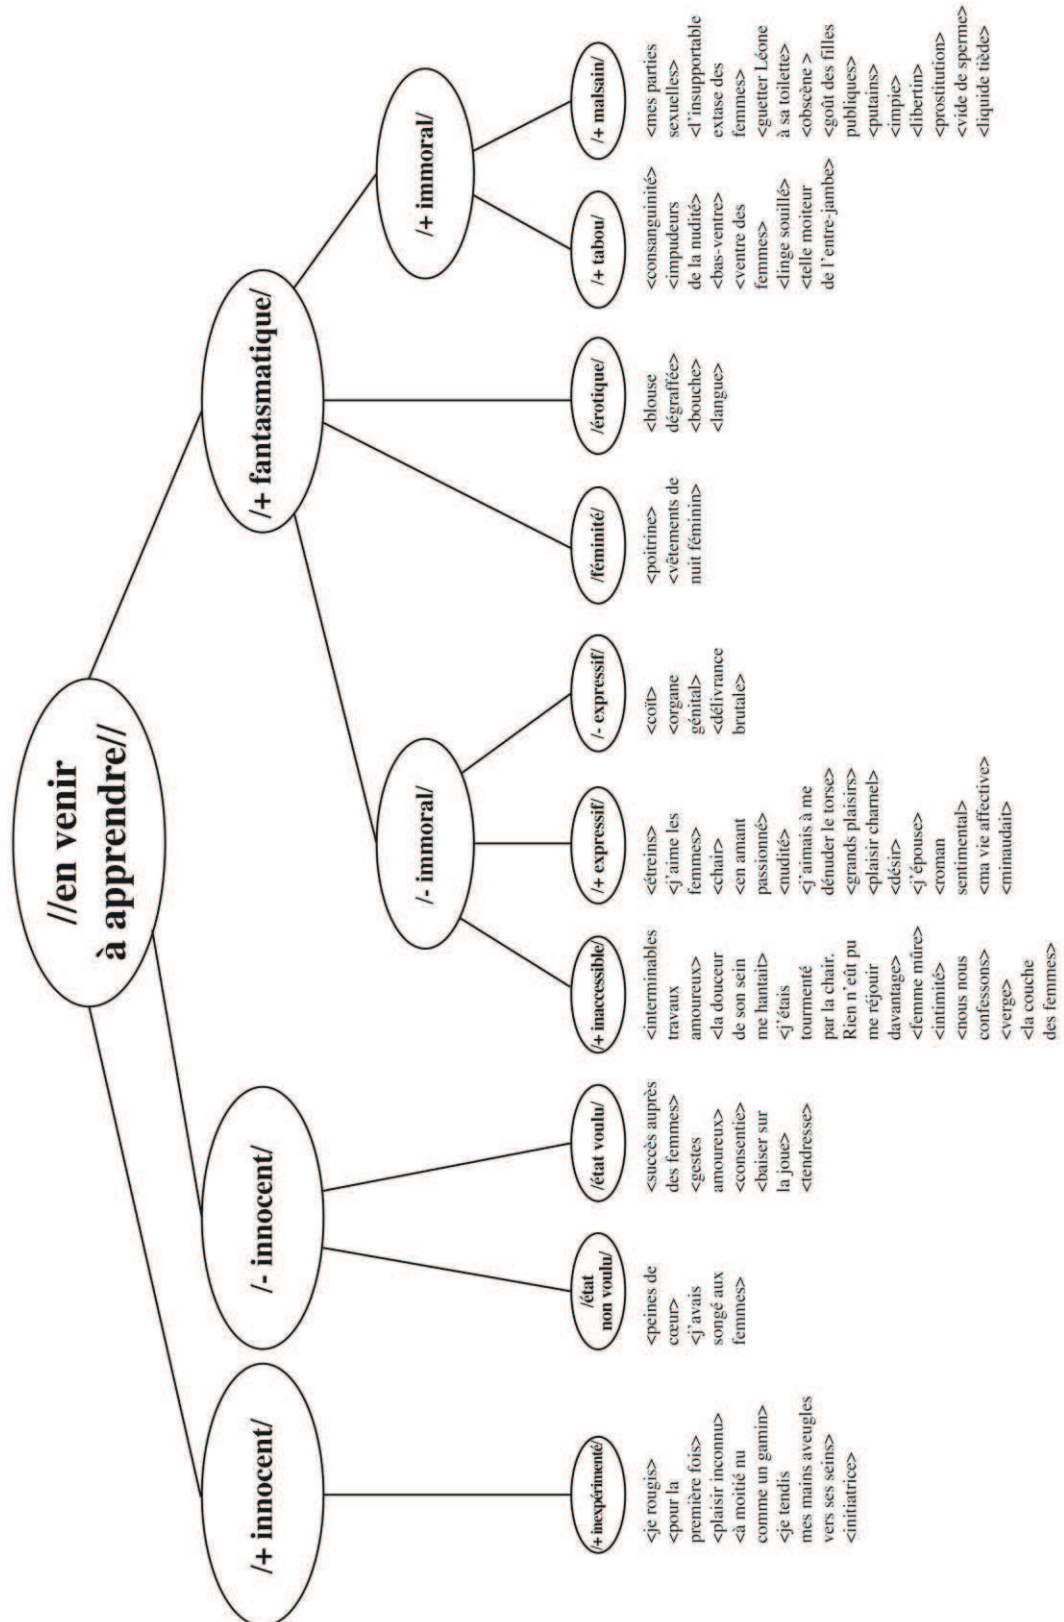 //en venir
à apprendre//
/+ innocent/
/- innocent/
/+ fantasmatique/
/- immoral/
/+ immoral/
/+ inexpérimenté/
/état
non voulu/
/état voulu/
/+ inaccessible/
/+ expressif/
/- expressif/
/féminité/
/érotique/
/+ tabou/
/+ malsain/
<je rougis>
<pour la
première fois>
<plaisir inconnu>
<à moitié nu
comme un gamin>
<je tendis
mes mains aveugles
vers ses seins>
<initiatrice>
<peines de
cœur>
<j'avais
songé aux
femmes>
<succès auprès
des femmes>
<gestes
amoureux>
<consentie>
<baiser sur
la joue>
<tendresse>
<interminables
travaux
amoureux>
<la douceur
de son sein
me hantait>
<j'étais
tourmenté
par la chair.
Rien n'eût pu
me réjouir
davantage>
<femme mûre>
<intimité>
<nous nous
confessons>
<verge>
<la couche
des femmes>
<étreins>
<j'aime les
femmes>
<chair>
<en amant
passionné>
<nudité>
<j'aimais à me
dénuder le torse>
<grands plaisirs>
<plaisir charnel>
<désir>
<j'épouse>
<roman
sentimental>
<ma vie affective>
<minaudait>
<coït>
<organe
génital>
<délivrance
brutale>
<poitrine>
<vêtements de
nuit féminin>
<blouse
dégraffée>
<bouche>
<langue>
<consanguinité>
<impudeurs
de la nudité>
<bas-ventre>
<ventre des
femmes>
<linge souillé>
<telle moiteur
de l'entre-jambe>
<mes parties
sexuelles>
<l'insupportable
extase des
femmes>
<guetter Léone
à sa toilette>
<obscène >
<goût des filles
publiques>
<putains>
<impie>
<libertin>
<prostitution>
<vide de sperme>
<liquide tiède>